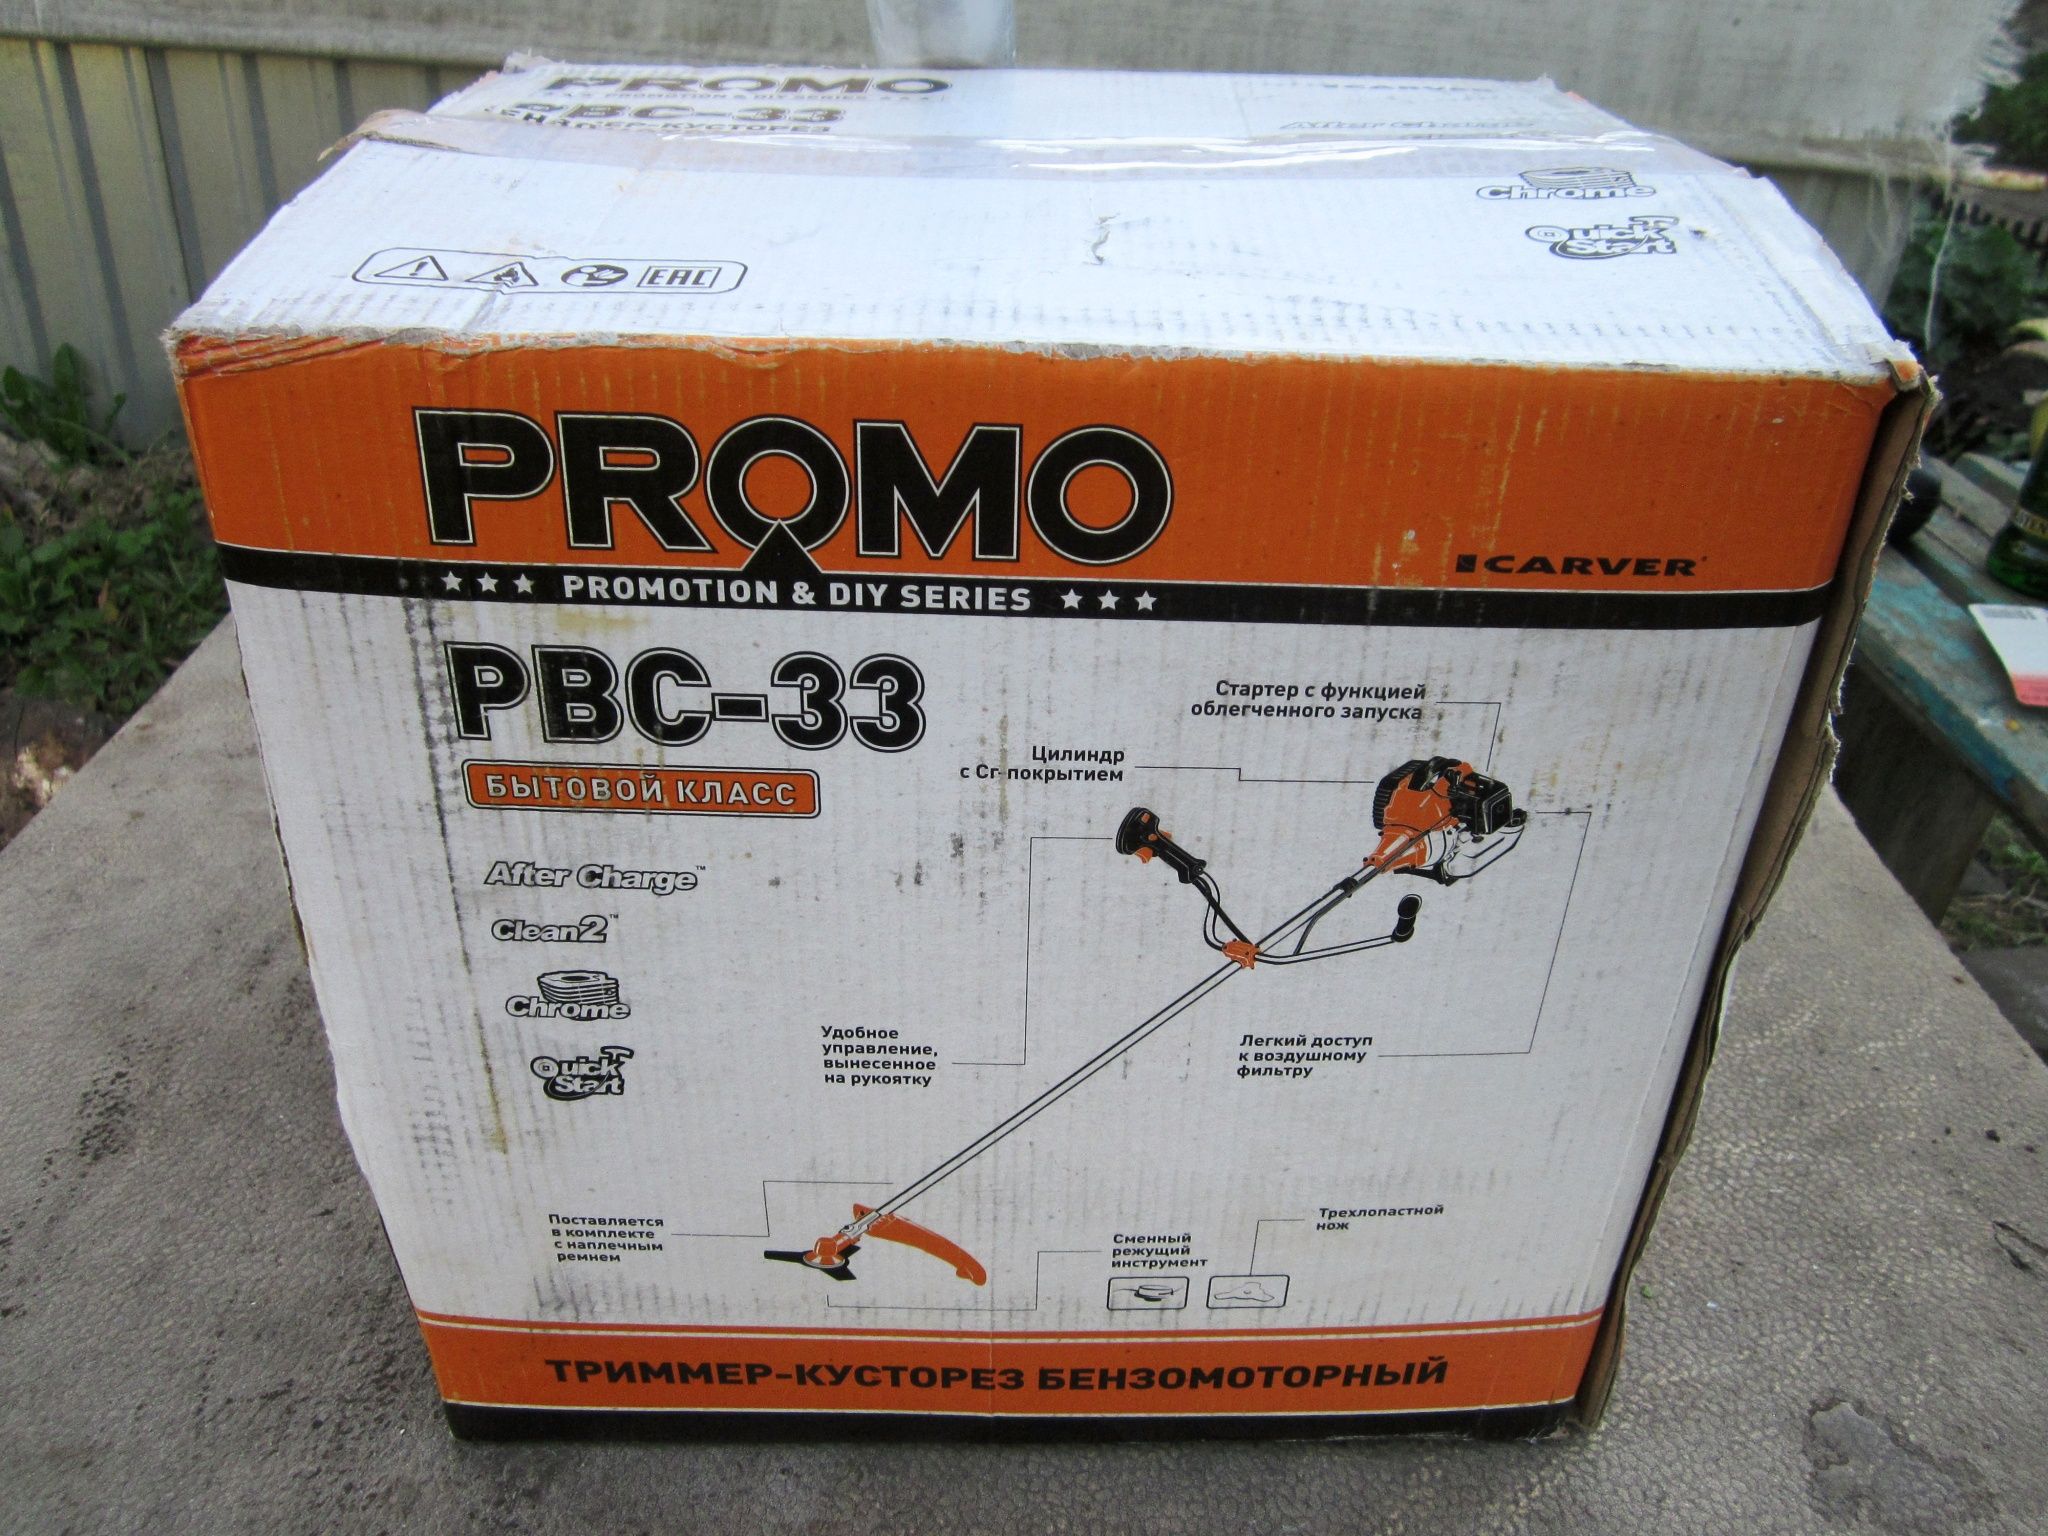 PROMO
PBC-33
Chrome
Quick
Start
EAC
PROMO
CARVER
PROMOTION & DIY SERIES
PBC-33
БЫТОВОЙ КЛАСС
After Charge™
Clean2™
Chrome
Quick
Start
Стартер с функцией
облегченного запуска
Цилиндр
с Cr-покрытием
Удобное
управление,
вынесенное
на рукоятку
Легкий доступ
к воздушному
фильтру
Поставляется
в комплекте
с наплечным
ремнем
Сменный
режущий
инструмент
Трехлопастной
нож
ТРИММЕР-КУСТОРЕЗ БЕНЗОМОТОРНЫЙ